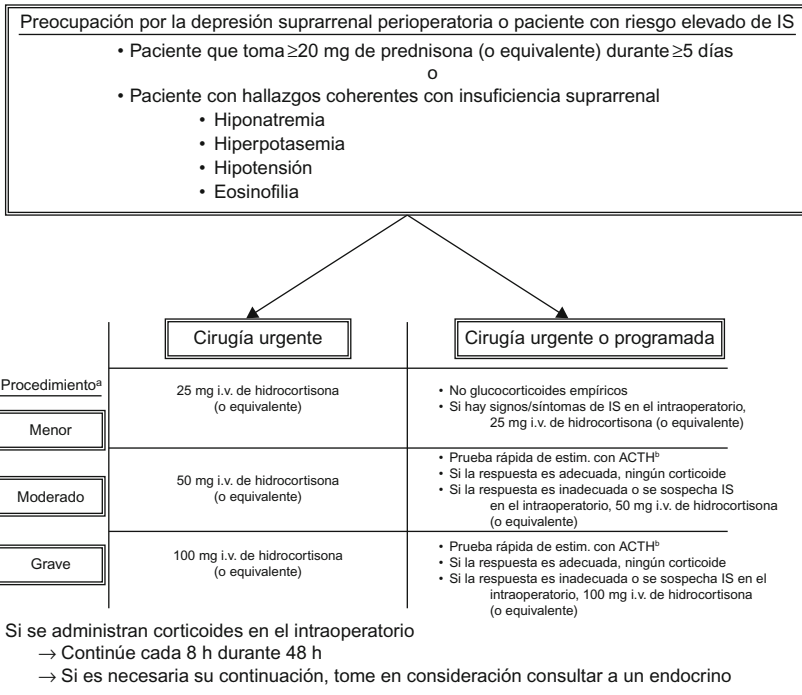 Preocupación por la depresión suprarrenal perioperatoria o paciente con riesgo elevado de IS
• Paciente que toma ≥20 mg de prednisona (o equivalente) durante ≥5 días
o
• Paciente con hallazgos coherentes con insuficiencia suprarrenal
• Hiponatremia
• Hiperpotasemia
• Hipotensión
• Eosinofilia
Cirugía urgente
Cirugía urgente o programada
Procedimientoᵃ
Menor
25 mg i.v. de hidrocortisona
(o equivalente)
• No glucocorticoides empíricos
• Si hay signos/síntomas de IS en el intraoperatorio,
25 mg i.v. de hidrocortisona (o equivalente)
Moderado
50 mg i.v. de hidrocortisona
(o equivalente)
• Prueba rápida de estim. con ACTHᵇ
• Si la respuesta es adecuada, ningún corticoide
• Si la respuesta es inadecuada o se sospecha IS
en el intraoperatorio, 50 mg i.v. de hidrocortisona
(o equivalente)
Grave
100 mg i.v. de hidrocortisona
(o equivalente)
• Prueba rápida de estim. con ACTHᵇ
• Si la respuesta es adecuada, ningún corticoide
• Si la respuesta es inadecuada o se sospecha IS en el
intraoperatorio, 100 mg i.v. de hidrocortisona
(o equivalente)
Si se administran corticoides en el intraoperatorio
→ Continúe cada 8 h durante 48 h
→ Si es necesaria su continuación, tome en consideración consultar a un endocrino